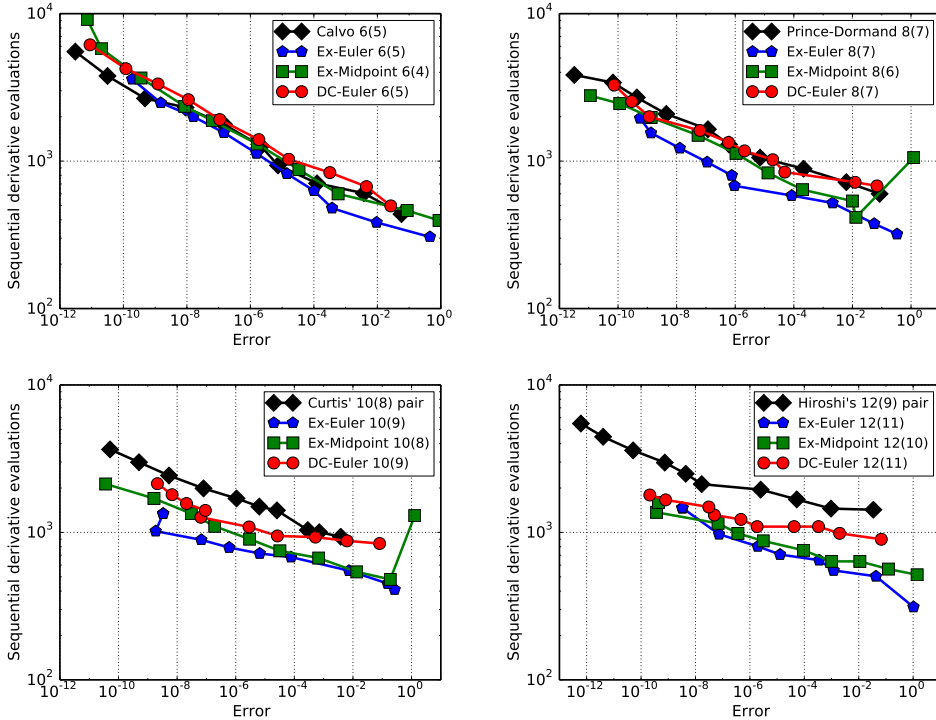 10^4
10^3
10^2
Sequential derivative evaluations
Calvo 6(5)
Ex-Euler 6(5)
Ex-Midpoint 6(4)
DC-Euler 6(5)
10^-12 10^-10 10^-8 10^-6 10^-4 10^-2 10^0
Error
10^4
10^3
10^2
Sequential derivative evaluations
Prince-Dormand 8(7)
Ex-Euler 8(7)
Ex-Midpoint 8(6)
DC-Euler 8(7)
10^-12 10^-10 10^-8 10^-6 10^-4 10^-2 10^0
Error
10^4
10^3
10^2
Sequential derivative evaluations
Curtis' 10(8) pair
Ex-Euler 10(9)
Ex-Midpoint 10(8)
DC-Euler 10(9)
10^-12 10^-10 10^-8 10^-6 10^-4 10^-2 10^0
Error
10^4
10^3
10^2
Sequential derivative evaluations
Hiroshi's 12(9) pair
Ex-Euler 12(11)
Ex-Midpoint 12(10)
DC-Euler 12(11)
10^-12 10^-10 10^-8 10^-6 10^-4 10^-2 10^0
Error